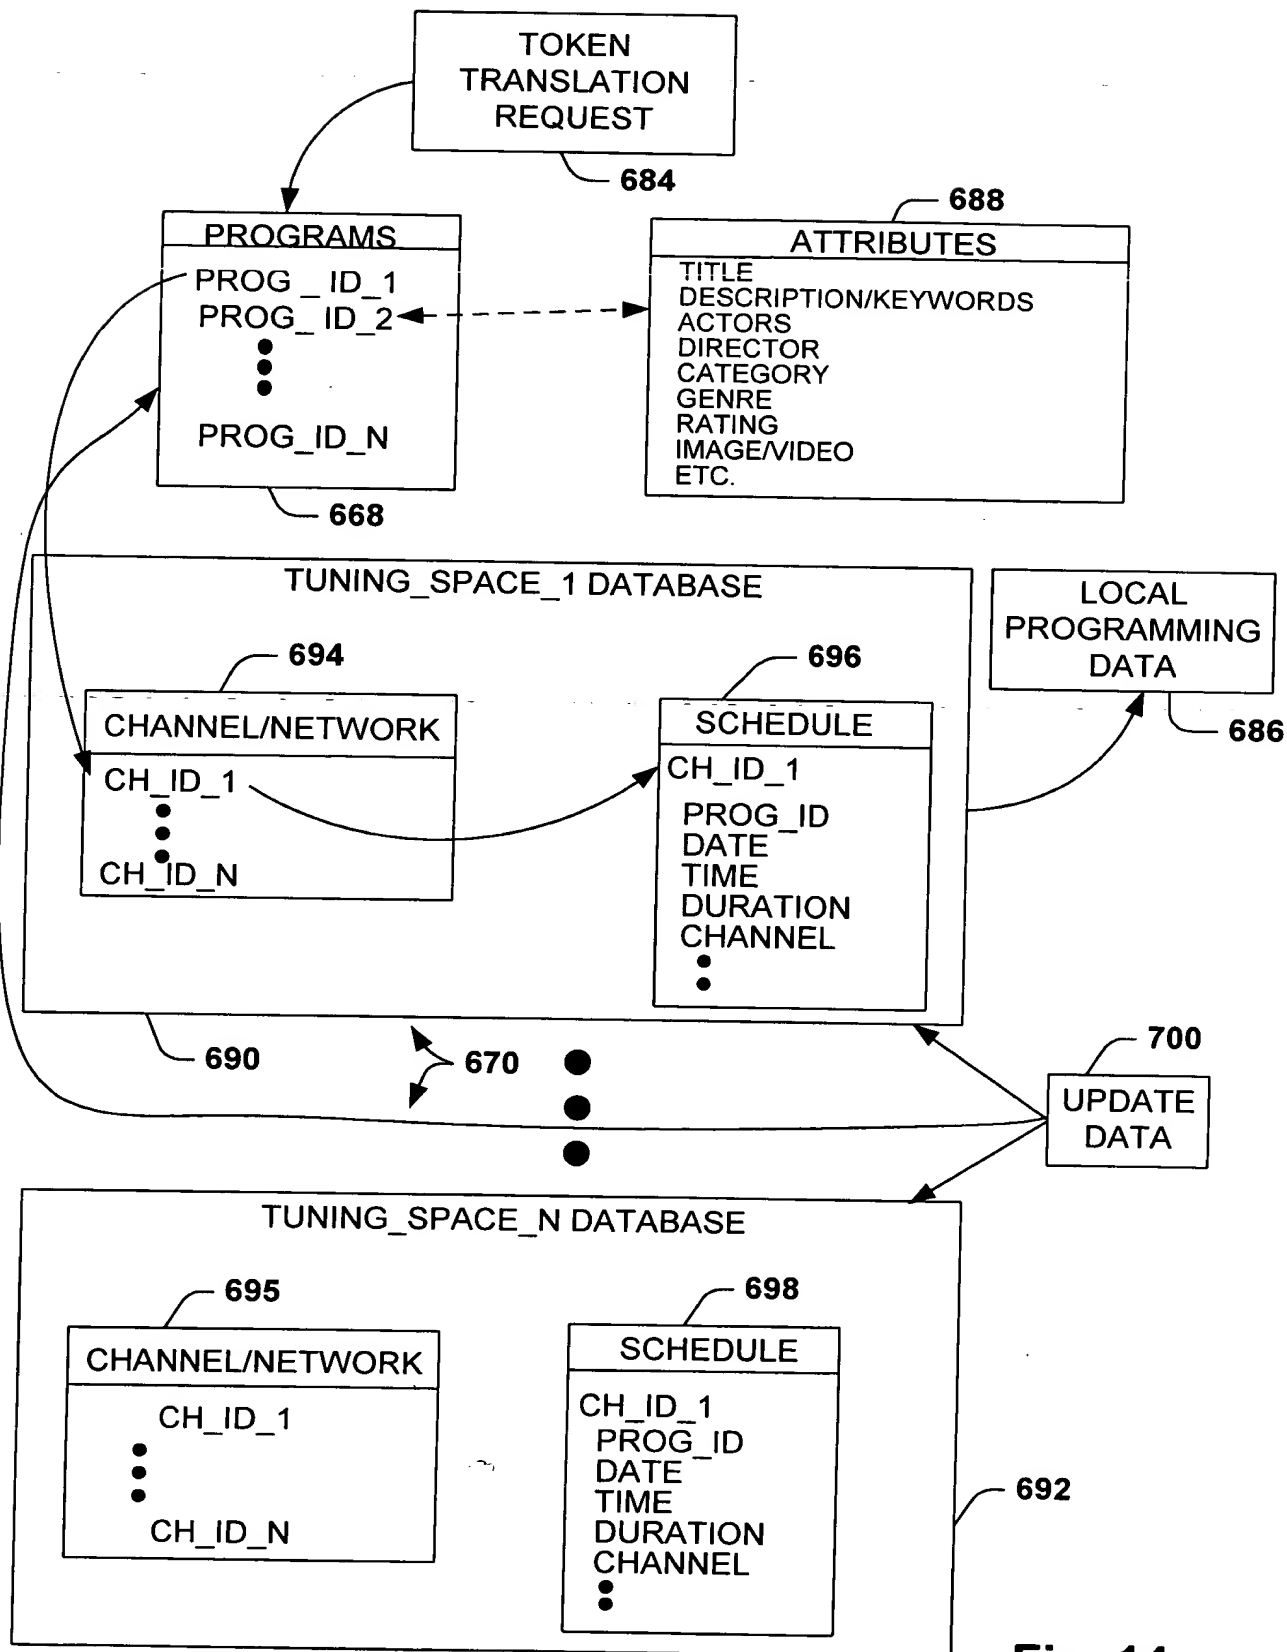 TOKEN
TRANSLATION
REQUEST
684
688
PROGRAMS
PROG _ ID_1
PROG_ ID_2
PROG_ID_N
668
ATTRIBUTES
TITLE
DESCRIPTION/KEYWORDS
ACTORS
DIRECTOR
CATEGORY
GENRE
RATING
IMAGE/VIDEO
ETC.
TUNING_SPACE_1 DATABASE
LOCAL
PROGRAMMING
DATA
686
694
696
CHANNEL/NETWORK
CH_ID_1
CH_ID_N
SCHEDULE
CH_ID_1
PROG_ID
DATE
TIME
DURATION
CHANNEL
690
670
700
UPDATE
DATA
TUNING_SPACE_N DATABASE
695
698
CHANNEL/NETWORK
CH_ID_1
CH_ID_N
SCHEDULE
CH_ID_1
PROG_ID
DATE
TIME
DURATION
CHANNEL
692